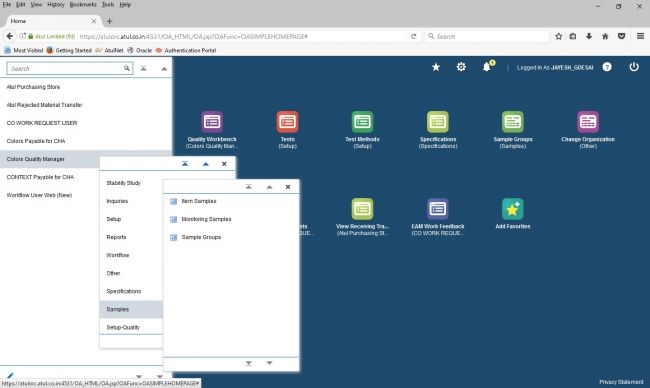 File Edit View History Bookmarks Tools Help
Home
Atul Limited (IN)
https://atulorc.atul.co.in:4531/OA_HTML/OA.jsp?OAFunc=OASIMPLEHOMEPAGE#
Search
Most Visited Getting Started AtulNet Oracle Authentication Portal
Search
1
Logged In As JAYESH_GDESAI
Atul Purchasing Store
Atul Rejected Material Transfer
CO WORK REQUEST USER
Colors Payable for CHA
Colors Quality Manager
CONTEXT Payable for CHA
Workflow User Web (New)
Stability Study
Inquiries
Setup
Reports
Workflow
Other
Specifications
Samples
Setup-Quality
Item Samples
Monitoring Samples
Sample Groups
Quality Workbench
(Colors Quality Man...
Tests
(Setup)
Test Methods
(Setup)
Specifications
(Specifications)
Sample Groups
(Samples)
Change Organization
(Other)
View Receiving Tra...
(Atul Purchasing St...
EAM Work Feedback
(CO WORK REQUE...
Add Favorites
https://atulorc.atul.co.in:4531/OA_HTML/OA.jsp?OAFunc=OASIMPLEHOMEPAGE#
Privacy Statement